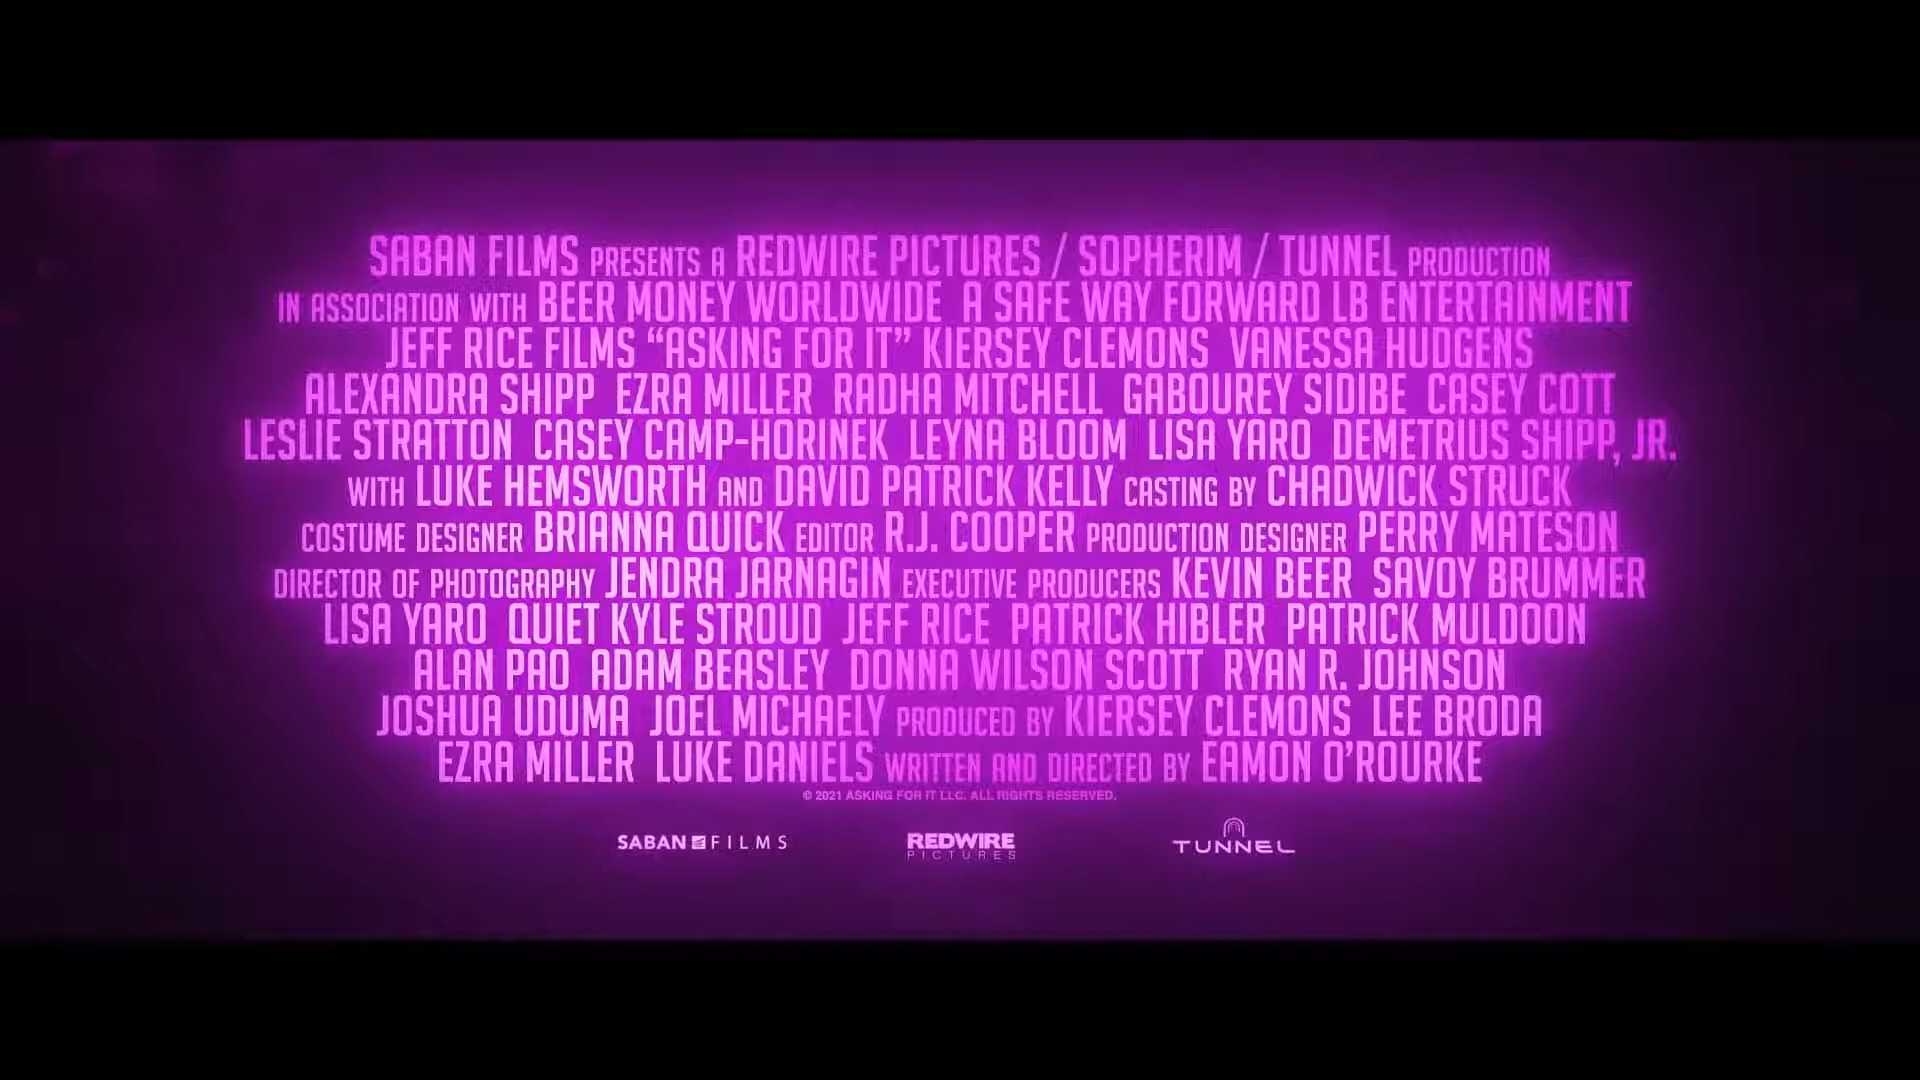 SABAN FILMS PRESENTS A REDWIRE PICTURES / SOPHERIM / TUNNEL PRODUCTION
IN ASSOCIATION WITH BEER MONEY WORLDWIDE A SAFE WAY FORWARD LB ENTERTAINMENT
JEFF RICE FILMS “ASKING FOR IT” KIERSEY CLEMONS VANESSA HUDGENS
ALEXANDRA SHIPP EZRA MILLER RADHA MITCHELL GABOUREY SIDIBE CASEY COTT
LESLIE STRATTON CASEY CAMP-HORINEK LEYNA BLOOM LISA YARO DEMETRIUS SHIPP, JR.
WITH LUKE HEMSWORTH AND DAVID PATRICK KELLY CASTING BY CHADWICK STRUCK
COSTUME DESIGNER BRIANNA QUICK EDITOR R.J. COOPER PRODUCTION DESIGNER PERRY MATESON
DIRECTOR OF PHOTOGRAPHY JENDRA JARNAGIN EXECUTIVE PRODUCERS KEVIN BEER SAVOY BRUMMER
LISA YARO QUIET KYLE STROUD JEFF RICE PATRICK HIBLER PATRICK MULDOON
ALAN PAO ADAM BEASLEY DONNA WILSON SCOTT RYAN R. JOHNSON
JOSHUA UDUMA JOEL MICHAELY PRODUCED BY KIERSEY CLEMONS LEE BRODA
EZRA MILLER LUKE DANIELS WRITTEN AND DIRECTED BY EAMON O’ROURKE
© 2021 ASKING FOR IT LLC. ALL RIGHTS RESERVED.
SABAN FILMS
REDWIRE
PICTURES
TUNNEL